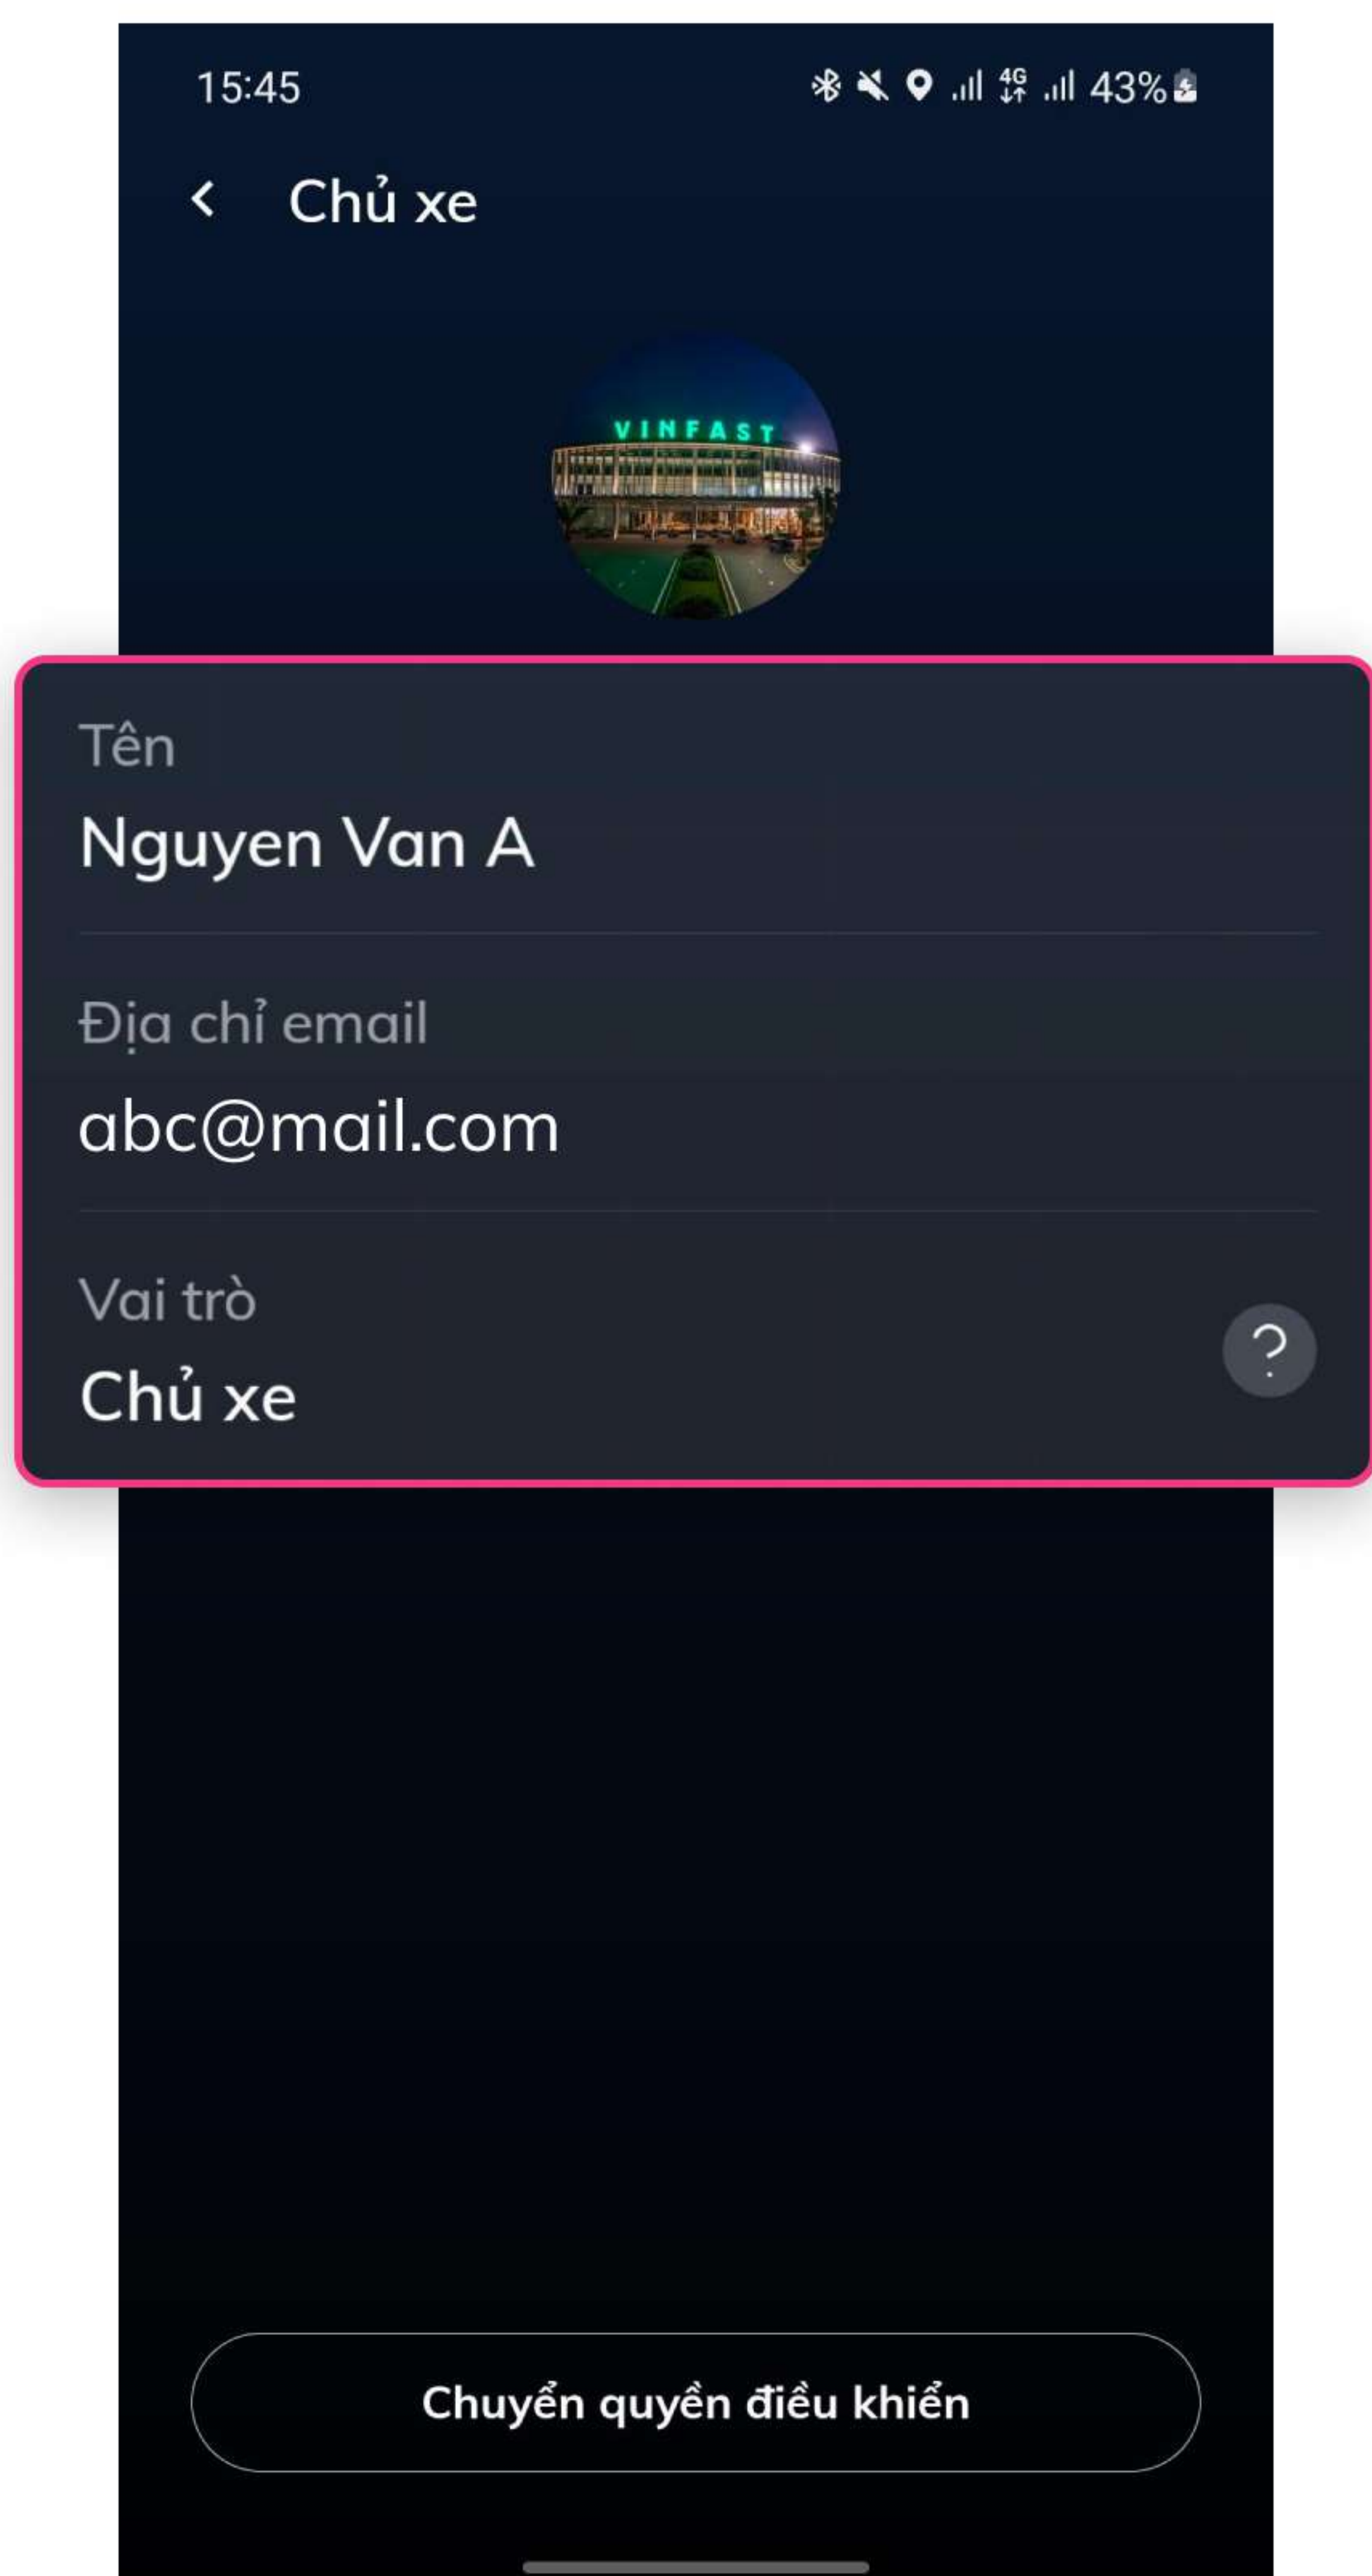 15:45
4G 43%
Chủ xe
VINFAST
Tên
Nguyen Van A
Địa chỉ email
abc@mail.com
Vai trò
?
Chủ xe
Chuyển quyền điều khiển